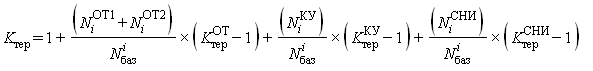 K_тер = 1 + (N_i^ОТ1 + N_i^ОТ2) / N_баз^i × (K_тер^ОТ − 1) + (N_i^КУ) / N_баз^i × (K_тер^КУ − 1) + (N_i^СНИ) / N_баз^i × (K_тер^СНИ − 1)